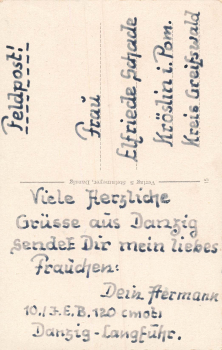 Feldpost!
Frau
Elfriede Schade
Kröslin i. Pom.
Kreis Greifswald
Viele Herzliche
Grüsse aus Danzig
sendet Dir mein liebes
Frauchen:
Dein Hermann
10./J.E.B. 120 (mot)
Danzig-Langfuhr.